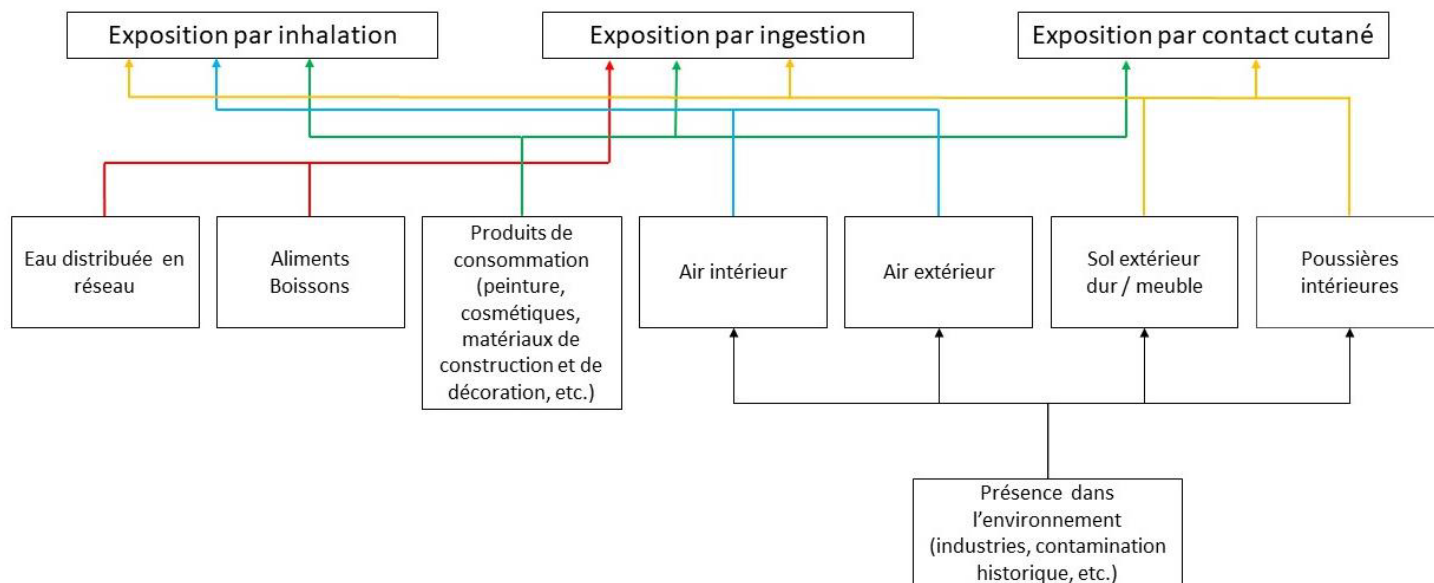 Exposition par inhalation
Exposition par ingestion
Exposition par contact cutané
Eau distribuée en
réseau
Aliments
Boissons
Produits de
consommation
(peinture,
cosmétiques,
matériaux de
construction et de
décoration, etc.)
Air intérieur
Air extérieur
Sol extérieur
dur / meuble
Poussières
intérieures
Présence dans
l’environnement
(industries, contamination
historique, etc.)